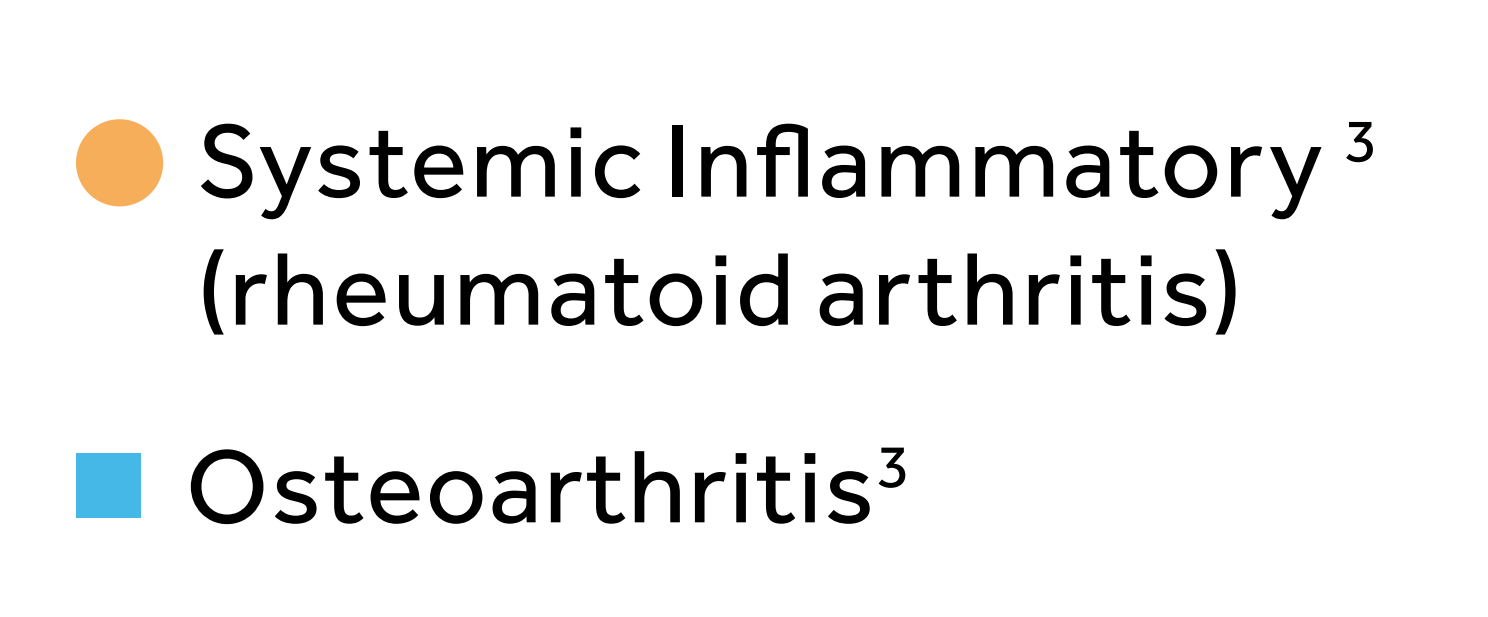 Systemic Inflammatory ³
(rheumatoid arthritis)
Osteoarthritis³